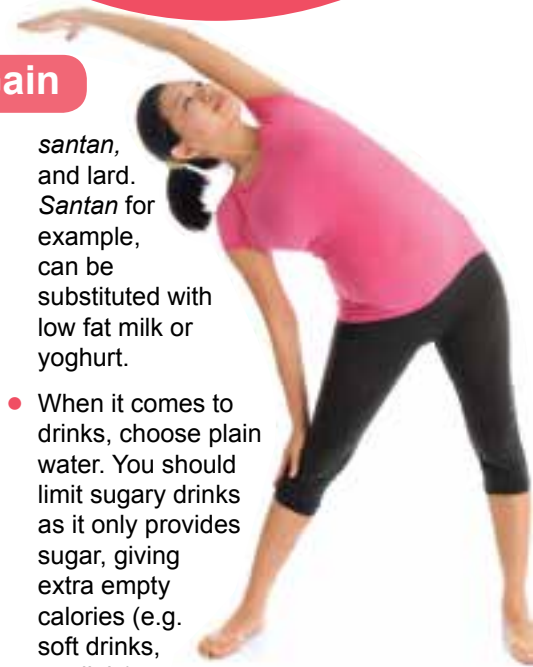 santan,
and lard.
Santan for
example,
can be
substituted with
low fat milk or
yoghurt.
• When it comes to
drinks, choose plain
water. You should
limit sugary drinks
as it only provides
sugar, giving
extra empty
calories (e.g.
soft drinks,